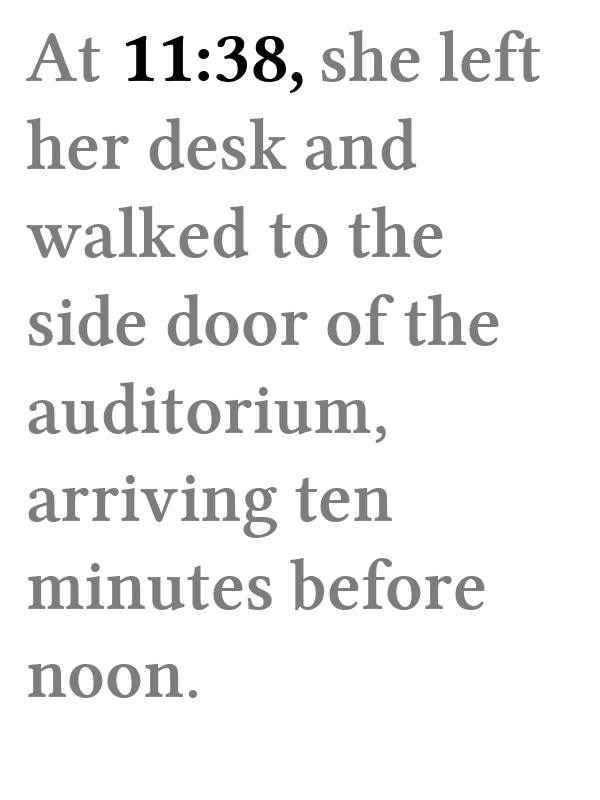 At 11:38, she left
her desk and
walked to the
side door of the
auditorium,
arriving ten
minutes before
noon.